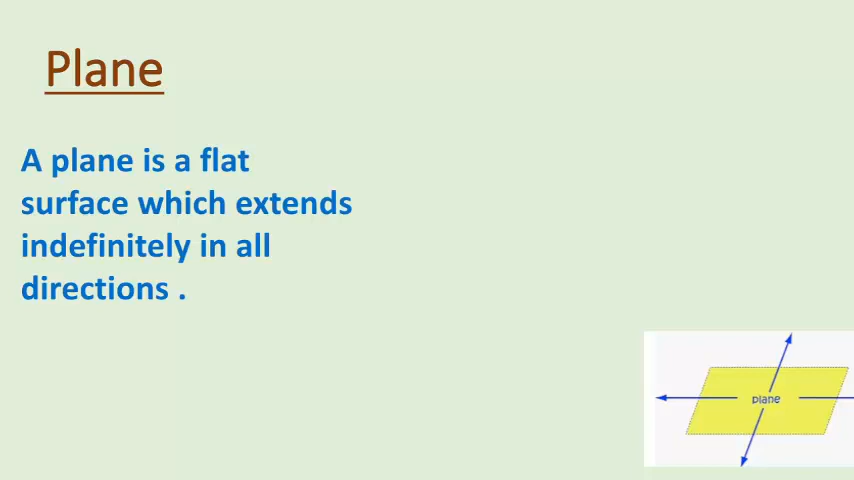 Plane
A plane is a flat
surface which extends
indefinitely in all
directions .
plane